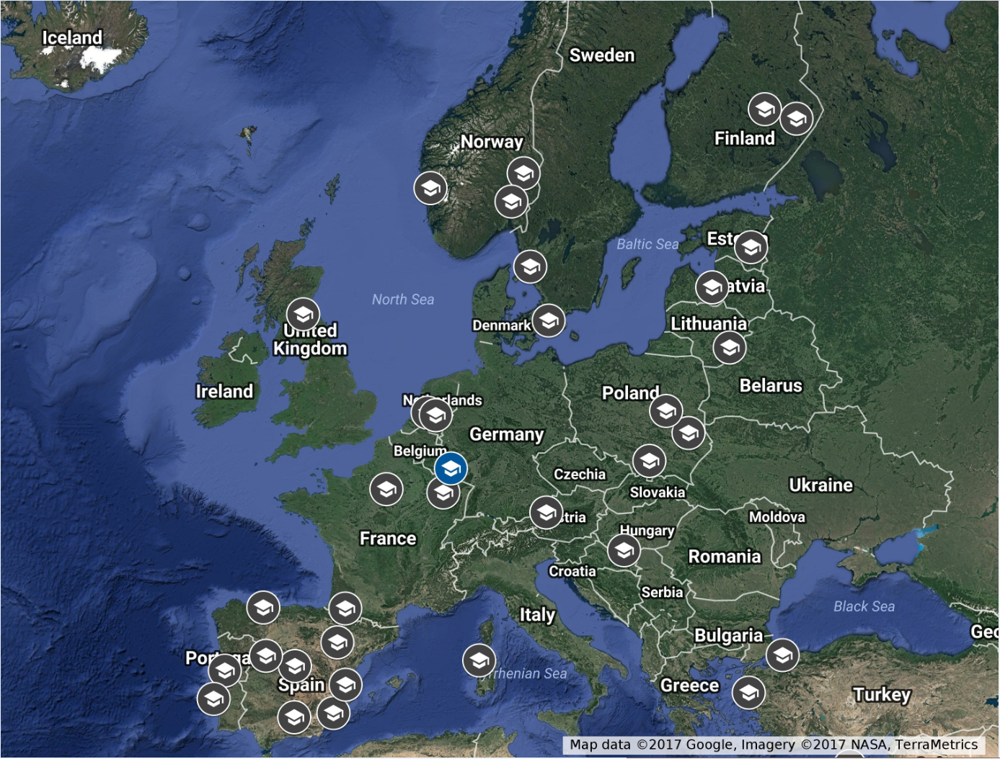 Iceland
Sweden
Norway
Finland
Baltic Sea
North Sea
Denmark
Lithuania
United
Kingdom
Ireland
Belarus
Poland
Germany
Belgium
Czechia
Ukraine
Slovakia
Moldova
Hungary
France
Romania
Croatia
Serbia
Black Sea
Italy
Geo
Bulgaria
Spain
Greece
Turkey
Sea
Map data ©2017 Google, Imagery ©2017 NASA, TerraMetrics